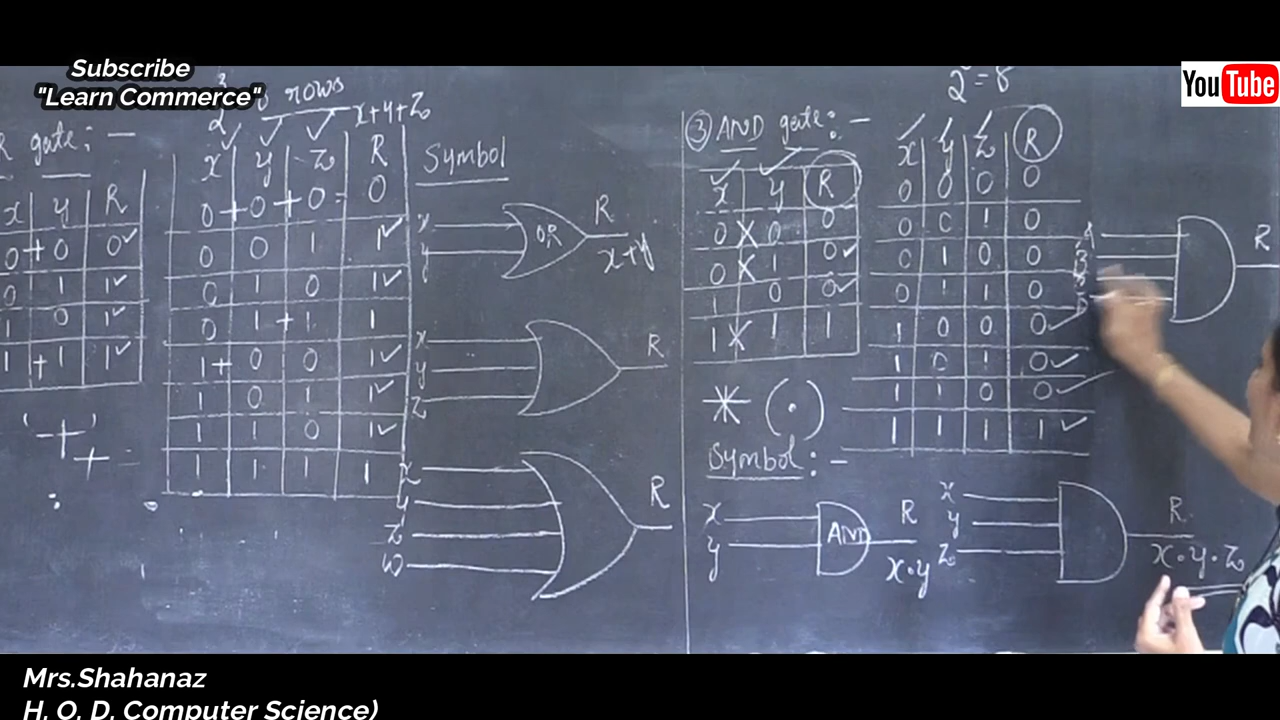 Subscribe
"Learn Commerce"
YouTube
rows
gate: -
x y R
0 + 0 0 ✓
0 1 1 ✓
1 0 1 ✓
1 + 1 1 ✓
'+'
+
x+y+z
x y z R
0 + 0 + 0 = 0
0 0 1 1 ✓
0 1 0 1 ✓
0 1 + 1 1
1 + 0 0 1 ✓
1 0 1 1 ✓
1 1 0 1 ✓
1 1 1 1
Symbol
x
y
OR
R
x+y
x
y
z
R
x
y
z
w
R
③ AND gate: -
x y R
0 x 0 0
0 x 1 0 ✓
1 0 0 ✓
1 x 1 1
* (·)
Symbol: -
x
y
AND
R
x·y
= 8
x y z R
0 0 0 0
0 0 1 0
0 1 0 0
0 1 1 0
1 0 0 0 ✓
1 0 1 0 ✓
1 1 0 0 ✓
1 1 1 1 ✓
A
B
R
x
y
z
R
x·y·z
Mrs.Shahanaz
H. O. D. Computer Science)